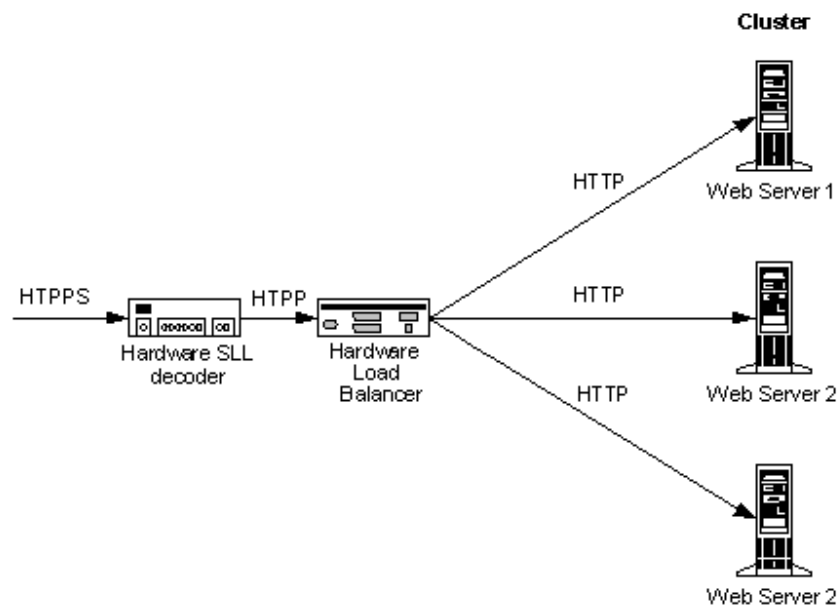 Cluster
HTTP
Web Server 1
HTPPS
HTPP
HTTP
Hardware SLL
decoder
Hardware
Load
Balancer
Web Server 2
HTTP
Web Server 2